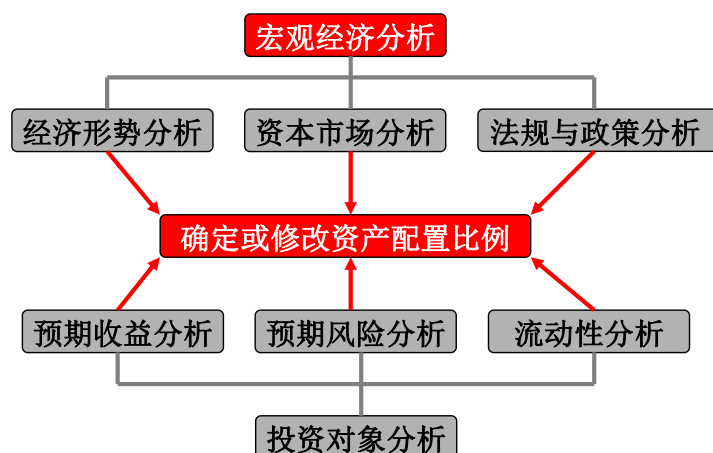 宏观经济分析
经济形势分析
资本市场分析
法规与政策分析
确定或修改资产配置比例
预期收益分析
预期风险分析
流动性分析
投资对象分析